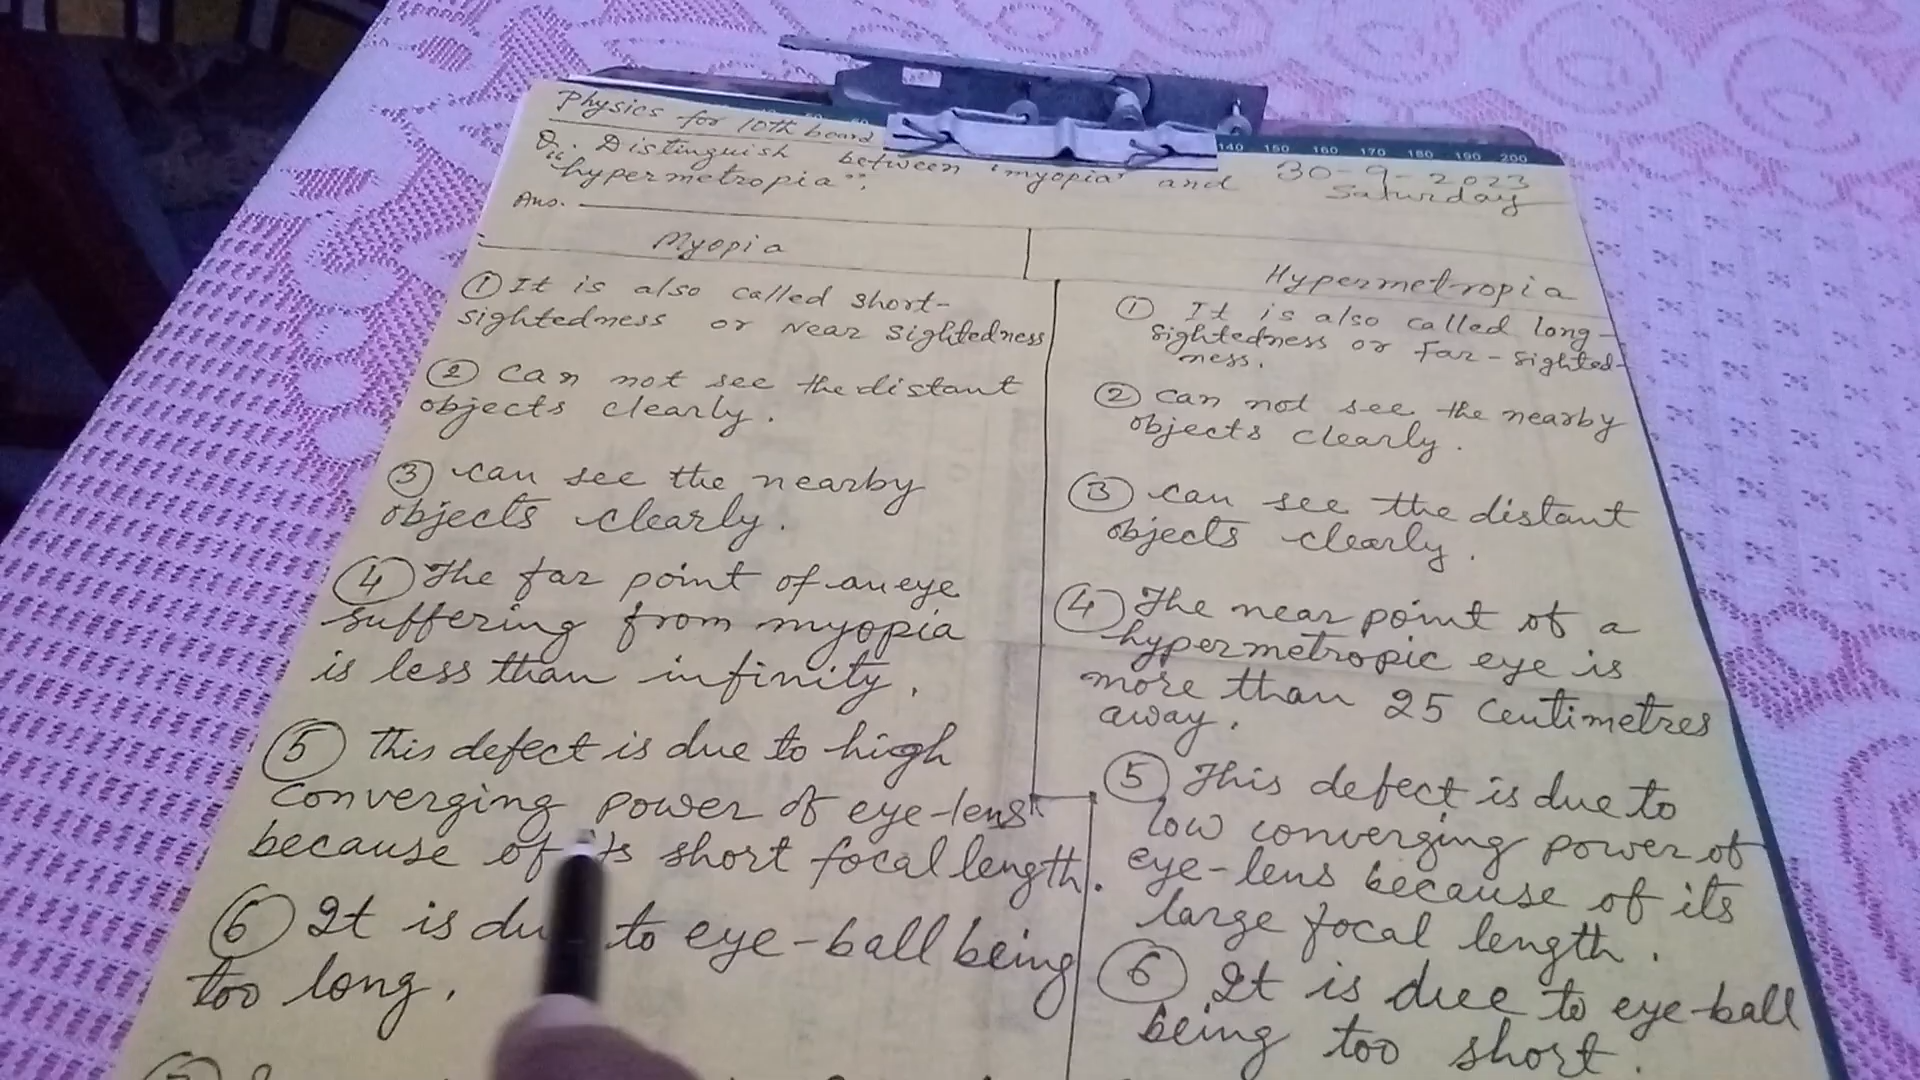 Physics for 10th board
Q. Distinguish between "myopia" and
"hypermetropia".
30-9-2023
Saturday
140 150 160 170 180 190 200
Ans.
Myopia
① It is also called short-
sightedness or Near sightedness
② Can not see the distant
objects clearly.
③ can see the nearby
objects clearly.
④ The far point of an eye
suffering from myopia
is less than infinity.
⑤ This defect is due to high
converging power of eye-lens
because of its short focal length.
⑥ It is due to eye-ball being
too long.
Hypermetropia
① It is also called long-
sightedness or Far-sighted-
ness.
② Can not see the nearby
objects clearly.
③ can see the distant
objects clearly.
④ The near point of a
hypermetropic eye is
more than 25 centimetres
away.
⑤ This defect is due to
low converging power of
eye-lens because of its
large focal length.
⑥ It is due to eye-ball
being too short.